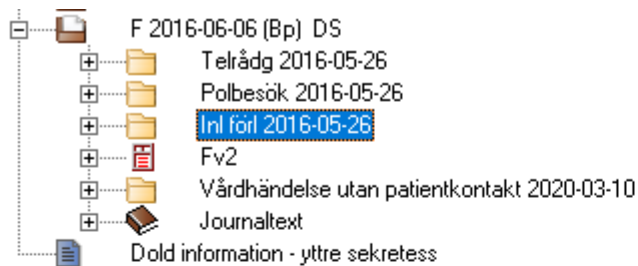 F 2016-06-06 (Bp) DS
Telrådg 2016-05-26
Polbesök 2016-05-26
Inl förl 2016-05-26
Fv2
Vårdhändelse utan patientkontakt 2020-03-10
Journaltext
Dold information - yttre sekretess